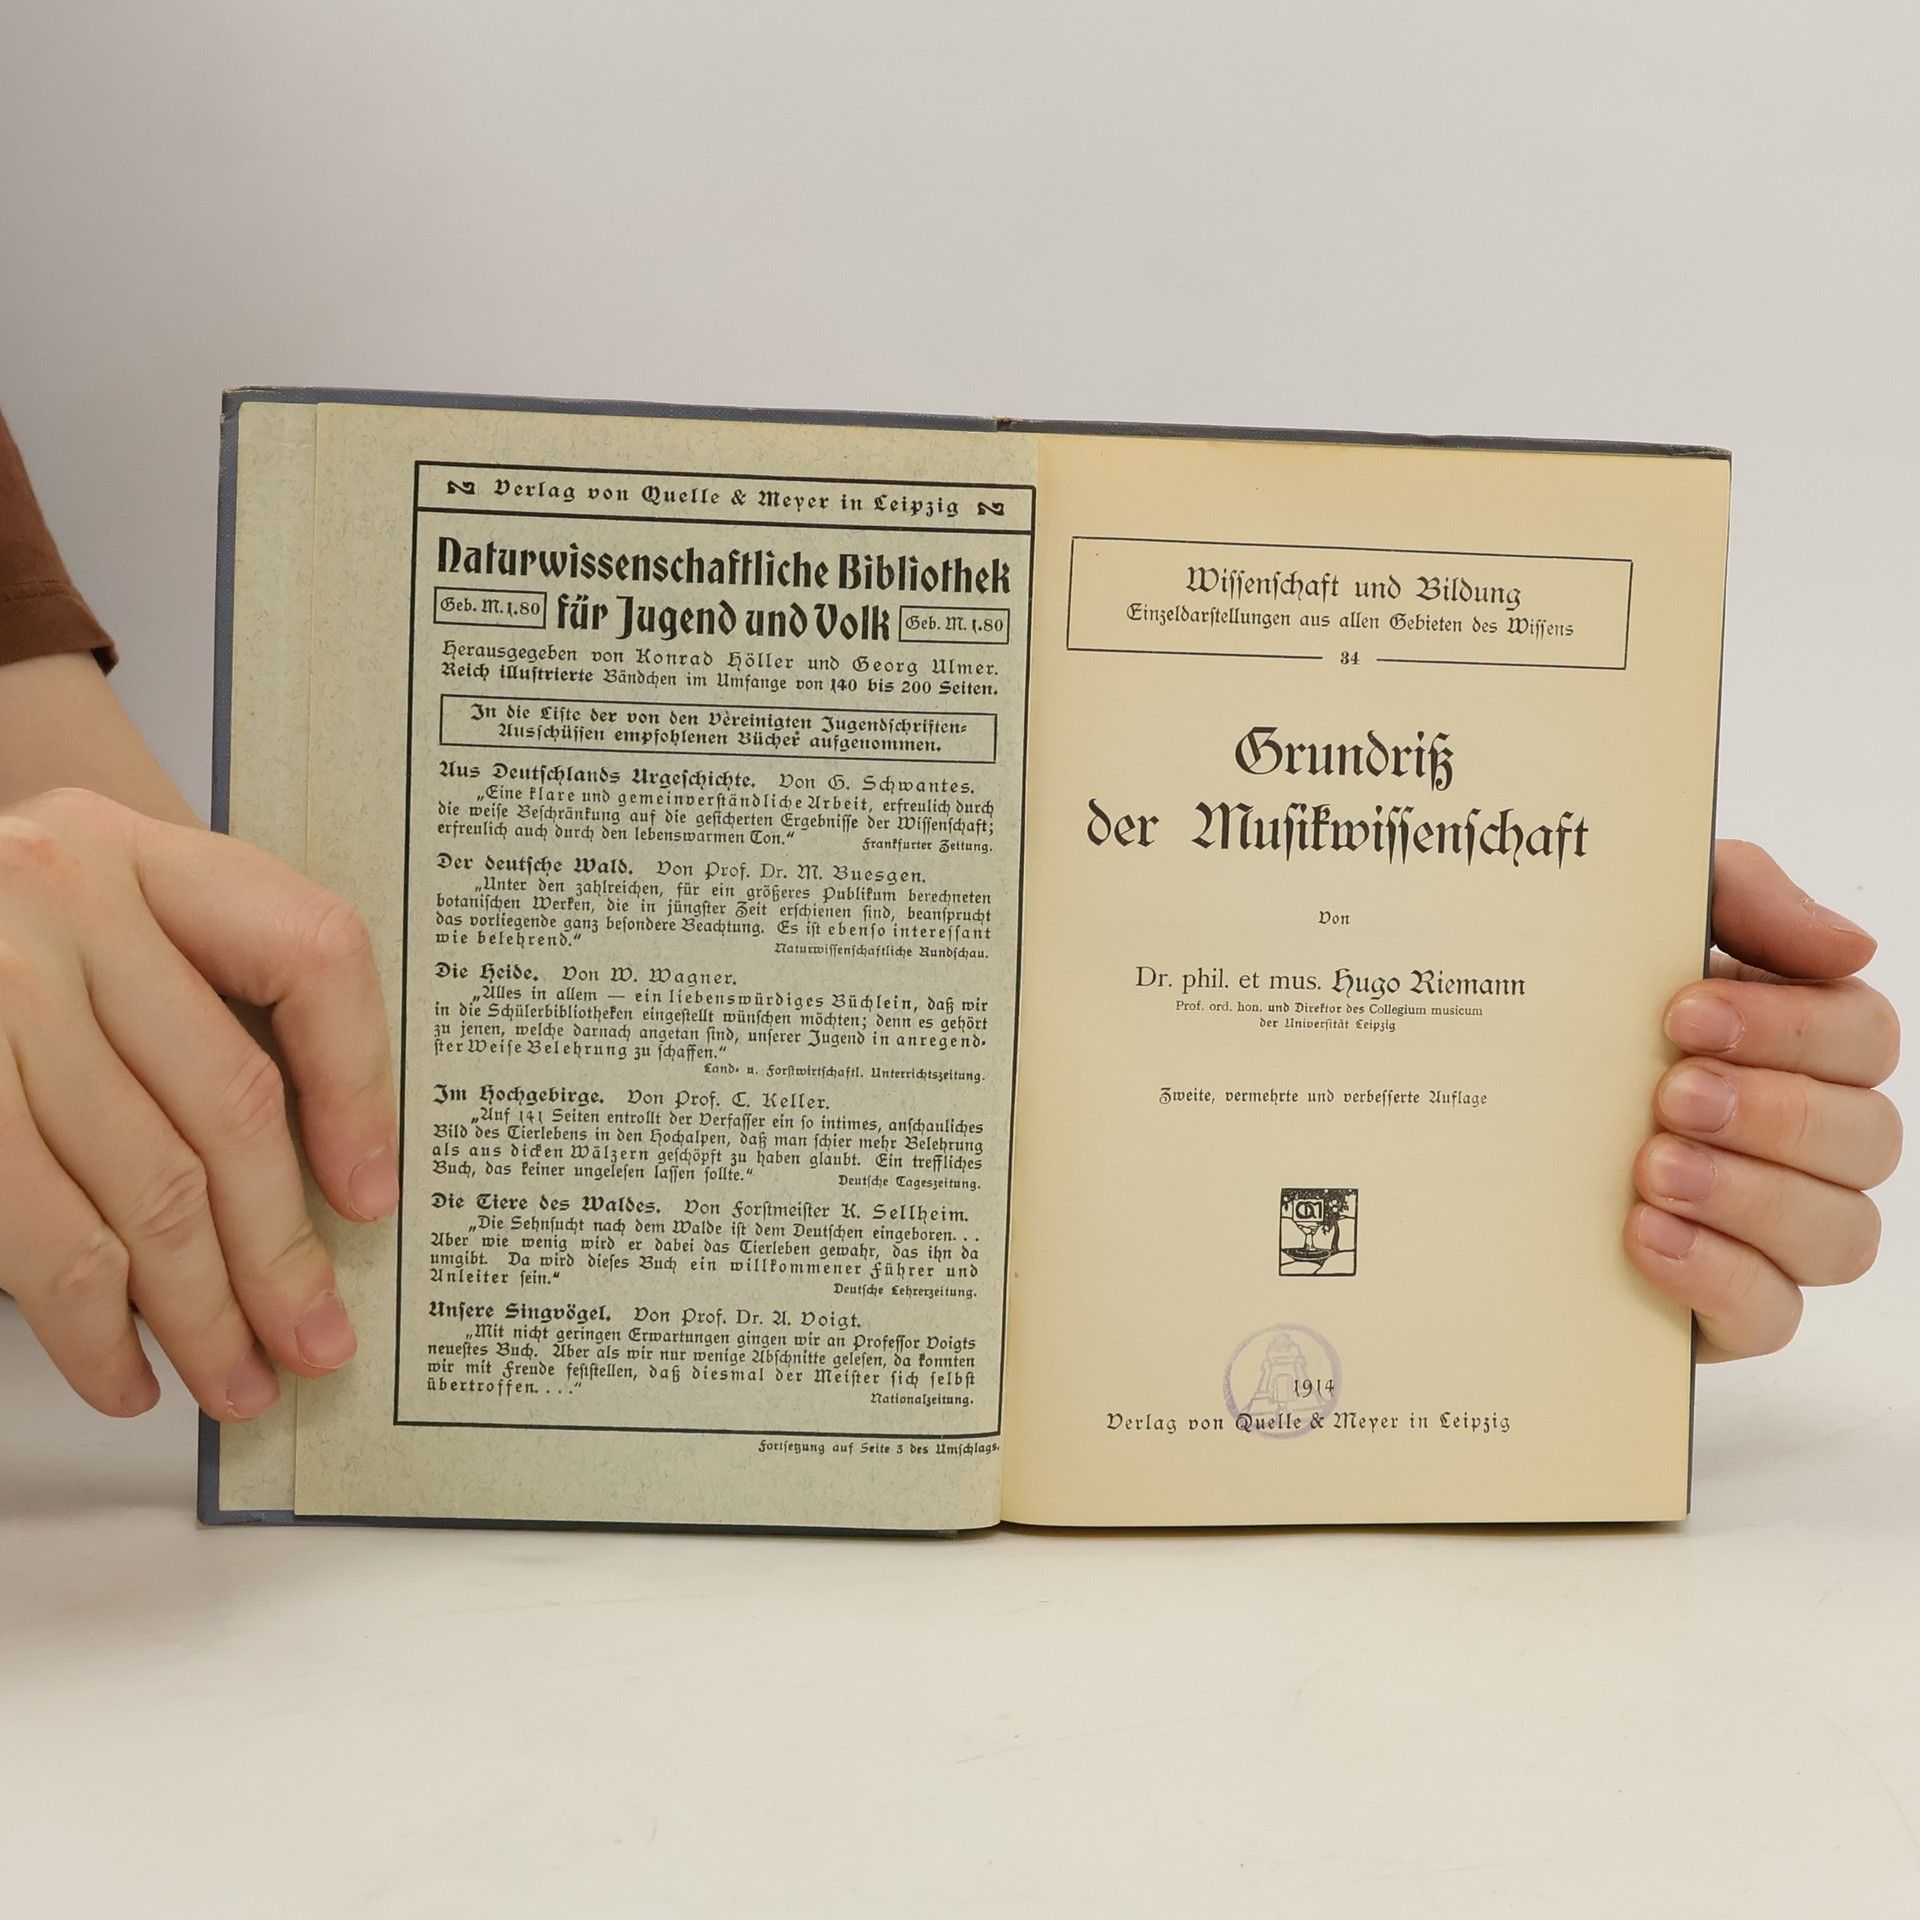 Verlag von Quelle & Meyer in Leipzig
Naturwissenschaftliche Bibliothek
Geb. M. 1.80 für Jugend und Volk Geb. M. 1.80
Herausgegeben von Konrad Höller und Georg Ulmer.
Reich illuſtrierte Bändchen im Umfange von 140 bis 200 Seiten.
In die Liſte der von den Vereinigten Jugendſchriften-
Ausſchüſſen empfohlenen Bücher aufgenommen.
Aus Deutſchlands Urgeſchichte. Von G. Schwantes.
„Eine klare und gemeinverſtändliche Arbeit, erfreulich durch
die weiſe Beſchränkung auf die geſicherten Ergebniſſe der Wiſſenſchaft;
erfreulich auch durch den lebenswarmen Ton.“
Frankfurter Zeitung.
Der deutſche Wald. Von Prof. Dr. M. Buesgen.
„Unter den zahlreichen, für ein größeres Publikum berechneten
botaniſchen Werken, die in jüngſter Zeit erſchienen ſind, beanſprucht
das vorliegende ganz beſondere Beachtung. Es iſt ebenſo intereſſant
wie belehrend.“
Naturwiſſenſchaftliche Rundſchau.
Die Heide. Von W. Wagner.
„Alles in allem — ein liebenswürdiges Büchlein, daß wir
in die Schülerbibliotheken eingeſtellt wünſchen möchten; denn es gehört
zu jenen, welche darnach angetan ſind, unſerer Jugend in anregend-
ſter Weiſe Belehrung zu ſchaffen.“
Land- u. Forſtwirtſchaftl. Unterrichtszeitung.
Im Hochgebirge. Von Prof. C. Keller.
„Auf 141 Seiten entrollt der Verfaſſer ein ſo intimes, anſchauliches
Bild des Tierlebens in den Hochalpen, daß man ſchier mehr Belehrung
als aus dicken Wälzern geſchöpft zu haben glaubt. Ein treffliches
Buch, das keiner ungeleſen laſſen ſollte.“
Deutſche Tageszeitung.
Die Tiere des Waldes. Von Forſtmeiſter K. Sellheim.
„Die Sehnſucht nach dem Walde iſt dem Deutſchen eingeboren. . .
Aber wie wenig wird er dabei das Tierleben gewahr, das ihn da
umgibt. Da wird dieſes Buch ein willkommener Führer und
Anleiter ſein.“
Deutſche Lehrerzeitung.
Unſere Singvögel. Von Prof. Dr. A. Voigt.
„Mit nicht geringen Erwartungen gingen wir an Profeſſor Voigts
neueſtes Buch. Aber als wir nur wenige Abſchnitte geleſen, da konnten
wir mit Freude feſtſtellen, daß diesmal der Meiſter ſich ſelbſt
übertroffen. . . .“
Nationalzeitung.
Fortſetzung auf Seite 3 des Umſchlags.
Wiſſenſchaft und Bildung
Einzeldarſtellungen aus allen Gebieten des Wiſſens
34
Grundriß
der Muſikwiſſenſchaft
Von
Dr. phil. et mus. Hugo Riemann
Prof. ord. hon. und Direktor des Collegium musicum
der Univerſität Leipzig
Zweite, vermehrte und verbeſſerte Auflage
QM
1914
Verlag von Quelle & Meyer in Leipzig